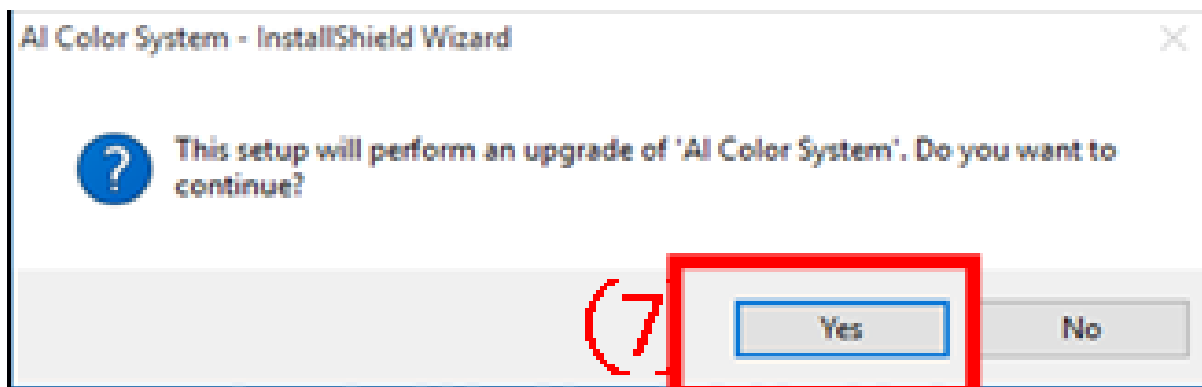 AI Color System - InstallShield Wizard
This setup will perform an upgrade of 'AI Color System'. Do you want to
continue?
(7)
Yes
No